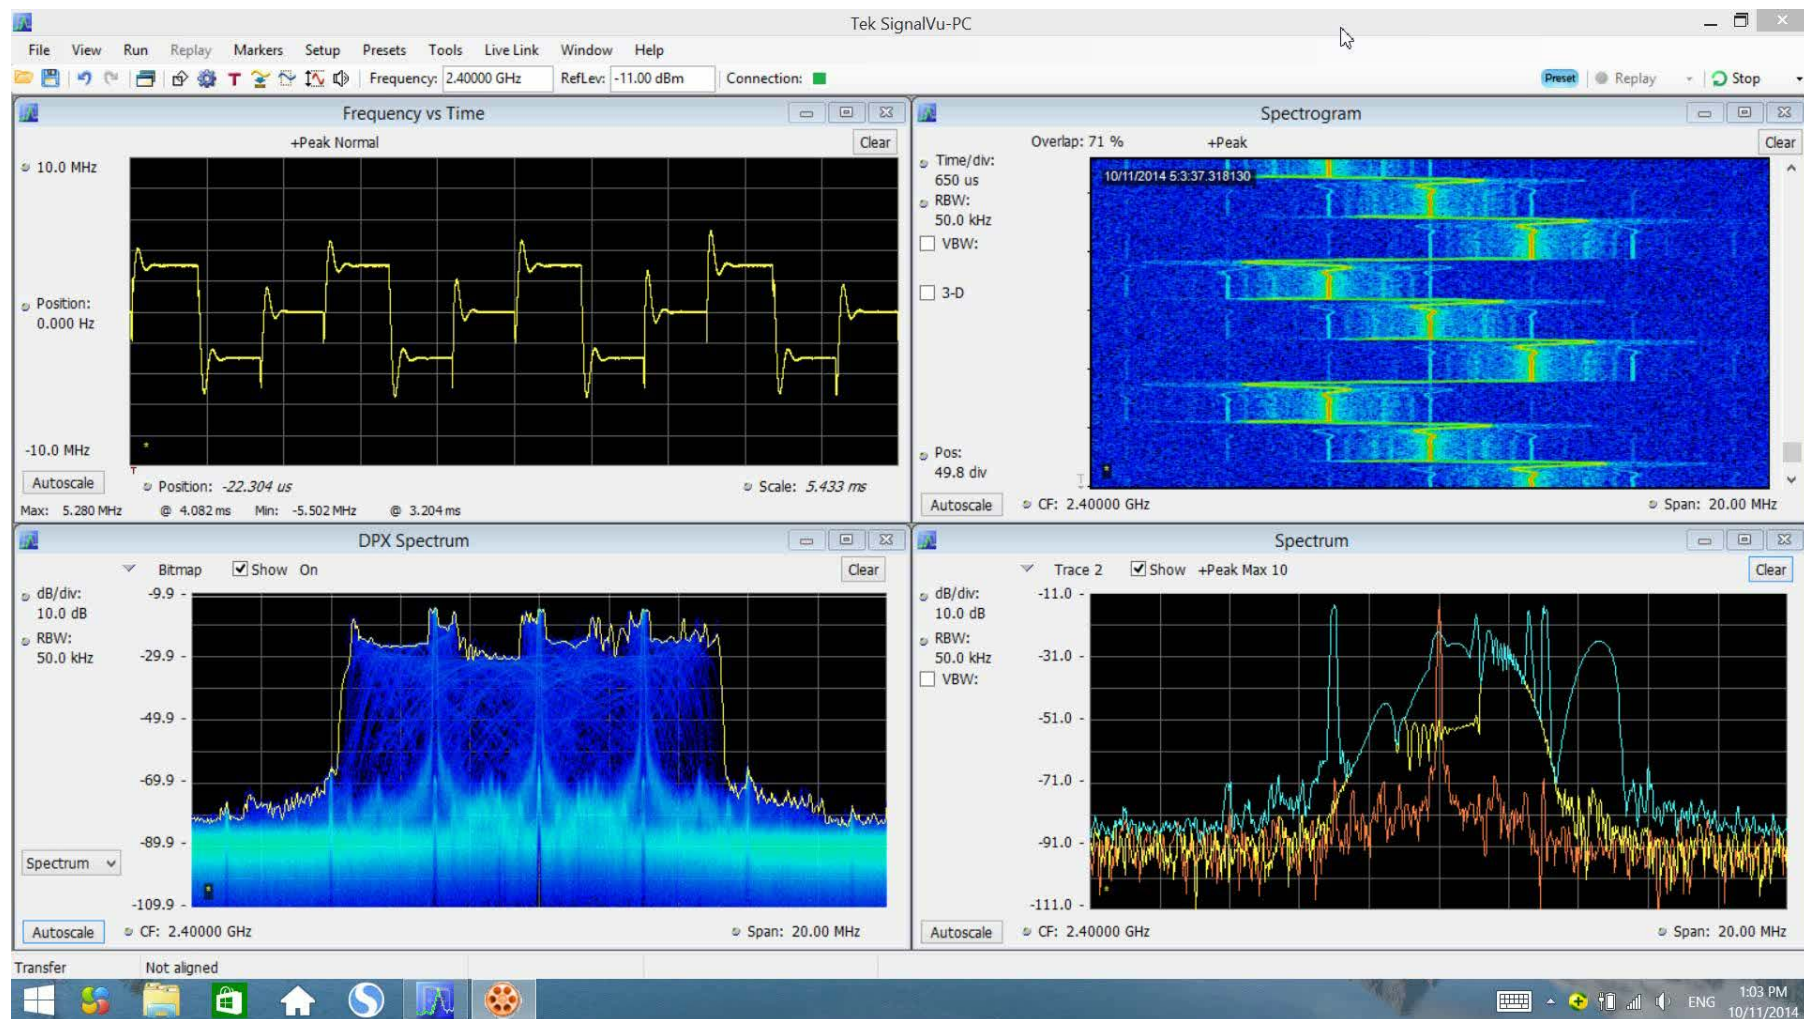 Tek SignalVu-PC
File View Run Replay Markers Setup Presets Tools Live Link Window Help
T Frequency: 2.40000 GHz RefLev: -11.00 dBm Connection: Preset Replay Stop
Frequency vs Time
+Peak Normal Clear
10.0 MHz
Position:
0.000 Hz
-10.0 MHz
T
Autoscale Position: -22.304 us Scale: 5.433 ms
Max: 5.280 MHz @ 4.082 ms Min: -5.502 MHz @ 3.204 ms
Spectrogram
Overlap: 71 % +Peak Clear
Time/div:
650 us
10/11/2014 5:3:37.318130
RBW:
50.0 kHz
VBW:
3-D
Pos:
49.8 div
Autoscale CF: 2.40000 GHz Span: 20.00 MHz
DPX Spectrum
Bitmap Show On Clear
dB/div:
10.0 dB
RBW:
50.0 kHz
-9.9
-29.9
-49.9
-69.9
-89.9
-109.9
Spectrum
Autoscale CF: 2.40000 GHz Span: 20.00 MHz
Spectrum
Trace 2 Show +Peak Max 10 Clear
dB/div:
10.0 dB
RBW:
50.0 kHz
VBW:
-11.0
-31.0
-51.0
-71.0
-91.0
-111.0
Autoscale CF: 2.40000 GHz Span: 20.00 MHz
Transfer Not aligned
ENG 1:03 PM
10/11/2014